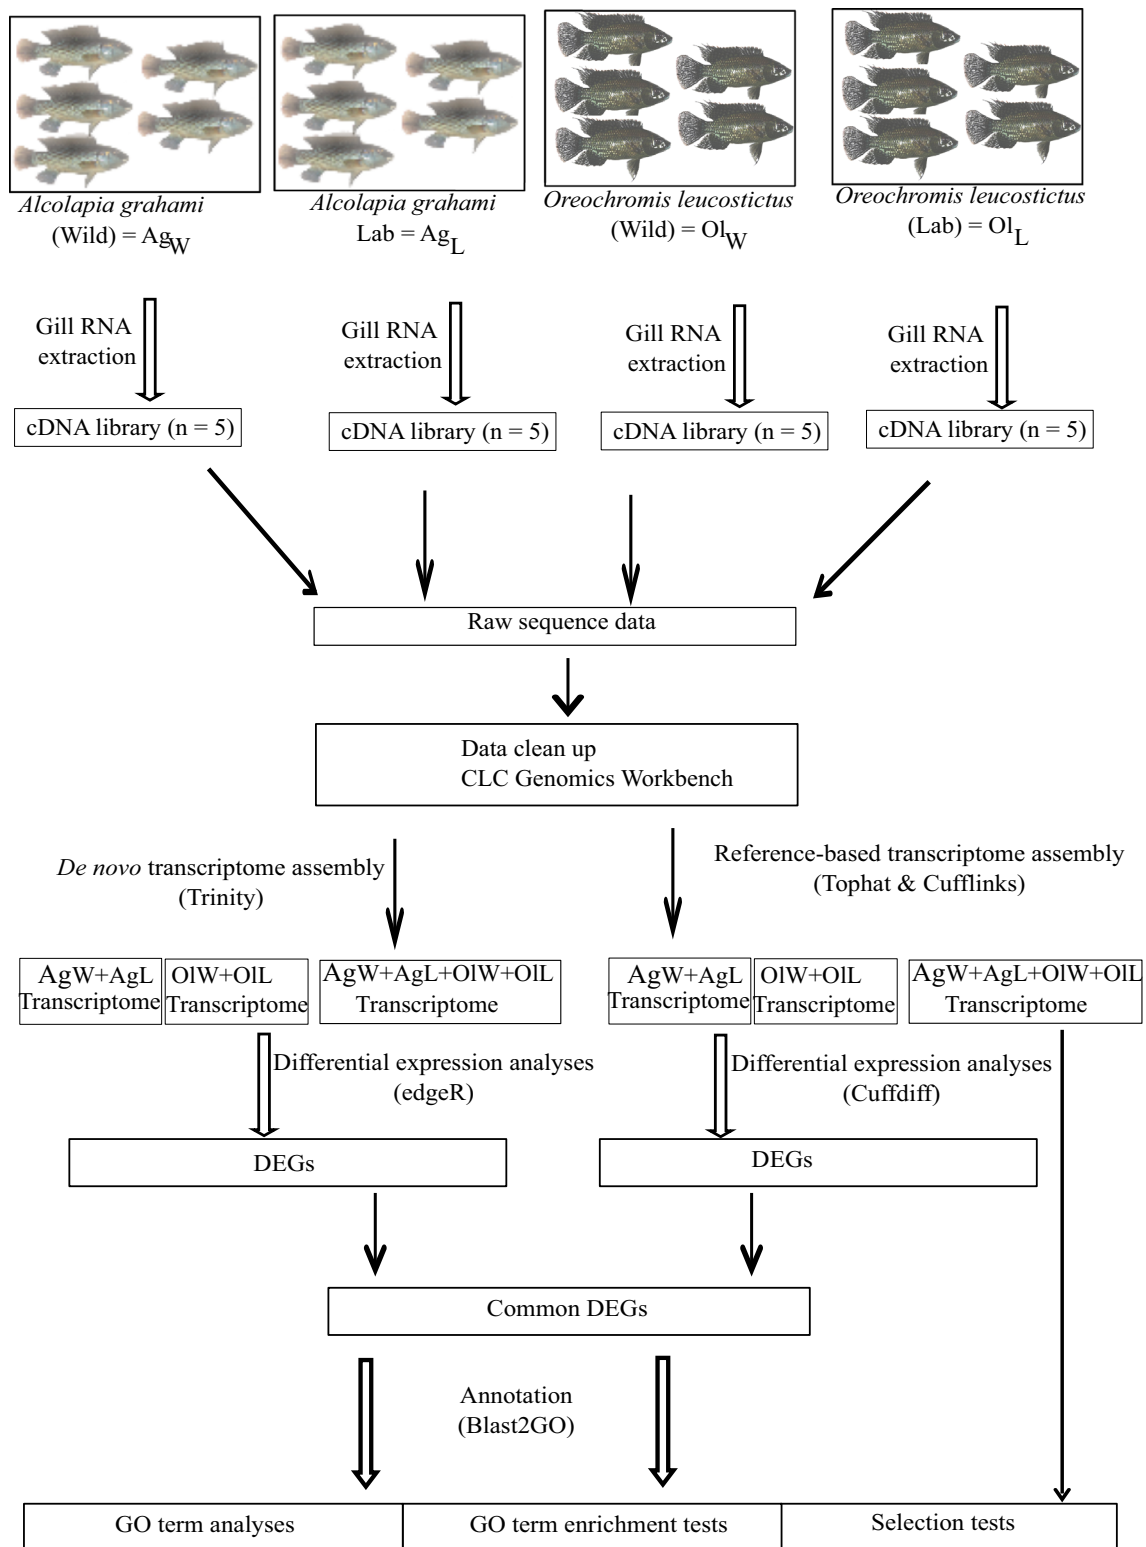 Alcolapia grahami
(Wild) = AgW
Alcolapia grahami
Lab = AgL
Oreochromis leucostictus
(Wild) = OlW
Oreochromis leucostictus
(Lab) = OlL
Gill RNA
extraction
Gill RNA
extraction
Gill RNA
extraction
Gill RNA
extraction
cDNA library (n = 5)
cDNA library (n = 5)
cDNA library (n = 5)
cDNA library (n = 5)
Raw sequence data
Data clean up
CLC Genomics Workbench
De novo transcriptome assembly
(Trinity)
Reference-based transcriptome assembly
(Tophat & Cufflinks)
AgW+AgL
Transcriptome
OlW+OlL
Transcriptome
AgW+AgL+OlW+OlL
Transcriptome
AgW+AgL
Transcriptome
OlW+OlL
Transcriptome
AgW+AgL+OlW+OlL
Transcriptome
Differential expression analyses
(edgeR)
Differential expression analyses
(Cuffdiff)
DEGs
DEGs
Common DEGs
Annotation
(Blast2GO)
GO term analyses
GO term enrichment tests
Selection tests